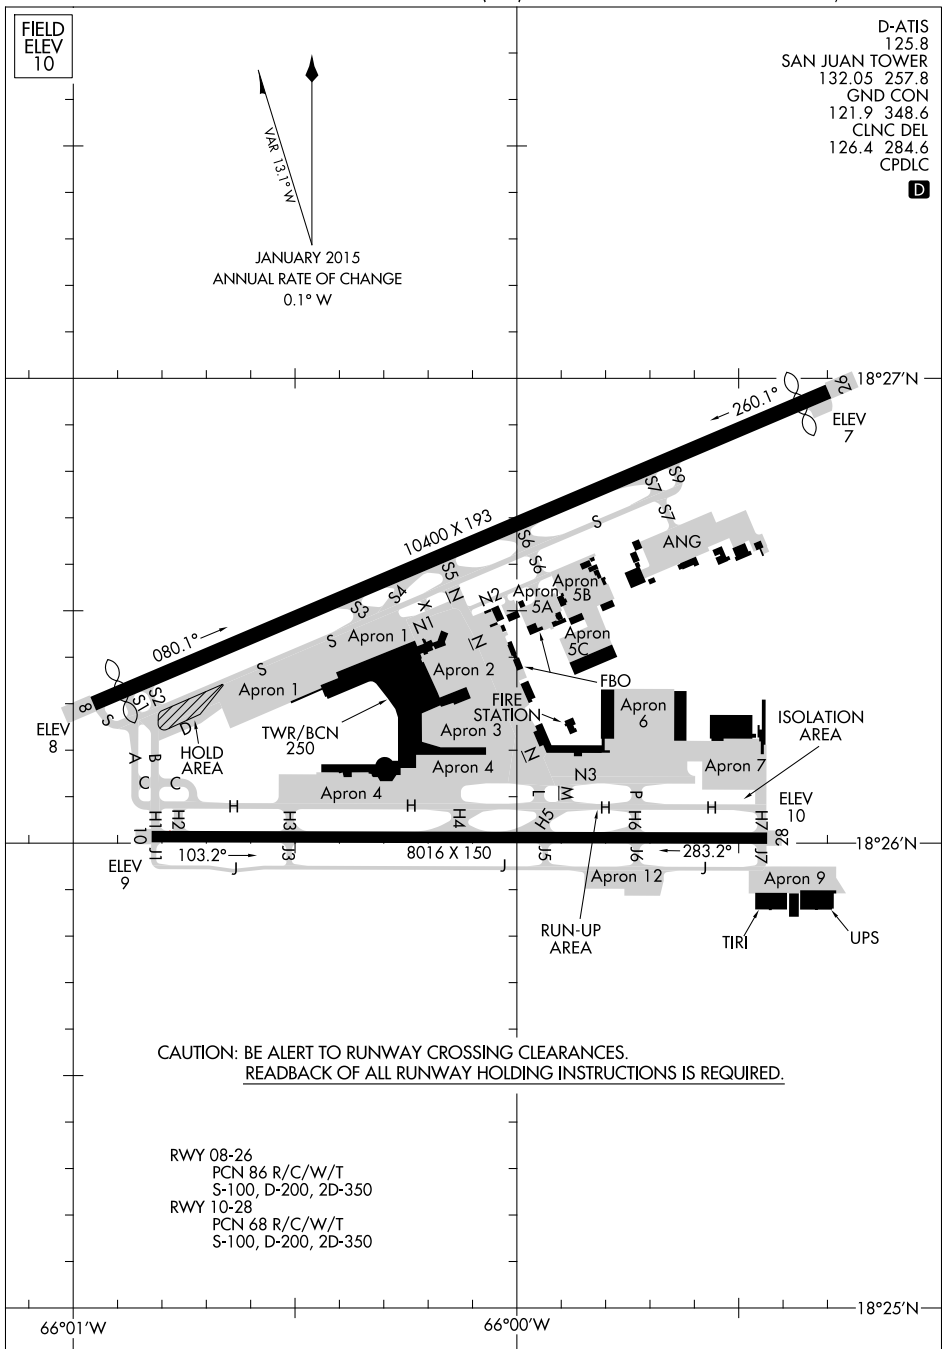 FIELD
ELEV
10
D-ATIS
125.8
SAN JUAN TOWER
132.05 257.8
GND CON
121.9 348.6
CLNC DEL
126.4 284.6
CPDLC
D
VAR 13.1° W
JANUARY 2015
ANNUAL RATE OF CHANGE
0.1° W
18°27'N
26
260.1°
ELEV
7
S9
S7
S7
S
10400 X 193
ANG
S6
S6
S5
S4
S3
N
N2
X
N1
N
Apron
5A
Apron
5B
Apron
5C
080.1°
S
S
Apron 1
Apron 1
Apron 2
FBO
8
S
S1
S2
ELEV
8
D
HOLD
AREA
TWR/BCN
250
FIRE
STATION
Apron
6
ISOLATION
AREA
Apron 3
N
A
B
C
C
Apron 4
Apron 4
N3
Apron 7
L
M
P
ELEV
10
H
H
H
H
H1
H2
H3
H4
H5
H6
H7
10
28
18°26'N
8016 X 150
103.2°
283.2°
J1
J3
J5
J6
J7
J
J
J
ELEV
9
Apron 12
Apron 9
RUN-UP
AREA
TIRI
UPS
CAUTION: BE ALERT TO RUNWAY CROSSING CLEARANCES.
READBACK OF ALL RUNWAY HOLDING INSTRUCTIONS IS REQUIRED.
RWY 08-26
PCN 86 R/C/W/T
S-100, D-200, 2D-350
RWY 10-28
PCN 68 R/C/W/T
S-100, D-200, 2D-350
18°25'N
66°01'W
66°00'W